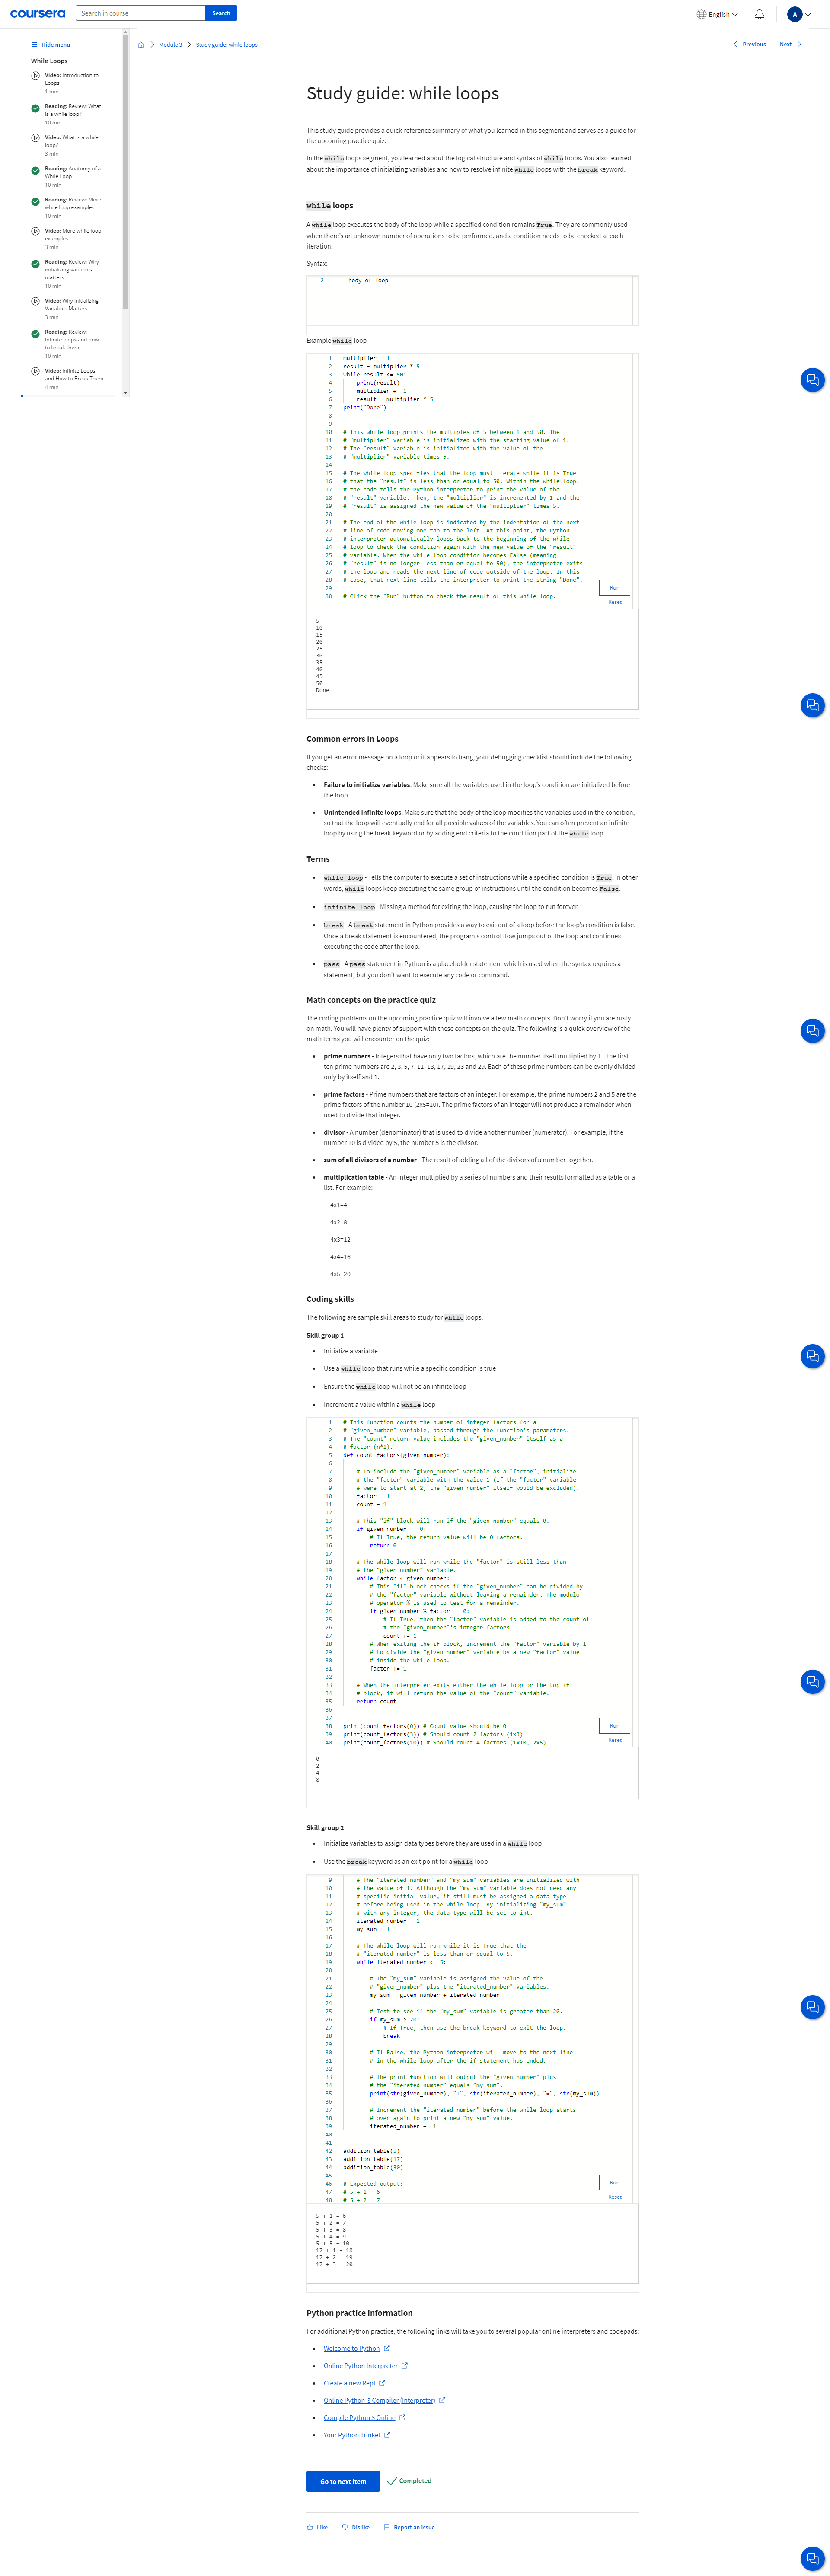 coursera
Search in course
Search
English
A
Hide menu
While Loops
Video: Introduction to
Loops
1 min
Reading: Review: What
is a while loop?
10 min
Video: What is a while
loop?
3 min
Reading: Anatomy of a
While Loop
10 min
Reading: Review: More
while loop examples
10 min
Video: More while loop
examples
3 min
Reading: Review: Why
initializing variables
matters
10 min
Video: Why Initializing
Variables Matters
3 min
Reading: Review:
Infinite loops and how
to break them
10 min
Video: Infinite Loops
and How to Break Them
4 min
Module 3
Study guide: while loops
Previous
Next
Study guide: while loops
This study guide provides a quick-reference summary of what you learned in this segment and serves as a guide for
the upcoming practice quiz.
In the while loops segment, you learned about the logical structure and syntax of while loops. You also learned
about the importance of initializing variables and how to resolve infinite while loops with the break keyword.
while loops
A while loop executes the body of the loop while a specified condition remains True. They are commonly used
when there's an unknown number of operations to be performed, and a condition needs to be checked at each
iteration.
Syntax:
2 body of loop
Example while loop
1 multiplier = 1
2 result = multiplier * 5
3 while result <= 50:
4 print(result)
5 multiplier += 1
6 result = multiplier * 5
7 print("Done")
8
9
10 # This while loop prints the multiples of 5 between 1 and 50. The
11 # "multiplier" variable is initialized with the starting value of 1.
12 # The "result" variable is initialized with the value of the
13 # "multiplier" variable times 5.
14
15 # The while loop specifies that the loop must iterate while it is True
16 # that the "result" is less than or equal to 50. Within the while loop,
17 # the code tells the Python interpreter to print the value of the
18 # "result" variable. Then, the "multiplier" is incremented by 1 and the
19 # "result" is assigned the new value of the "multiplier" times 5.
20
21 # The end of the while loop is indicated by the indentation of the next
22 # line of code moving one tab to the left. At this point, the Python
23 # interpreter automatically loops back to the beginning of the while
24 # loop to check the condition again with the new value of the "result"
25 # variable. When the while loop condition becomes False (meaning
26 # "result" is no longer less than or equal to 50), the interpreter exits
27 # the loop and reads the next line of code outside of the loop. In this
28 # case, that next line tells the interpreter to print the string "Done".
29
30 # Click the "Run" button to check the result of this while loop.
Run
Reset
5
10
15
20
25
30
35
40
45
50
Done
Common errors in Loops
If you get an error message on a loop or it appears to hang, your debugging checklist should include the following
checks:
Failure to initialize variables. Make sure all the variables used in the loop's condition are initialized before
the loop.
Unintended infinite loops. Make sure that the body of the loop modifies the variables used in the condition,
so that the loop will eventually end for all possible values of the variables. You can often prevent an infinite
loop by using the break keyword or by adding end criteria to the condition part of the while loop.
Terms
while loop - Tells the computer to execute a set of instructions while a specified condition is True. In other
words, while loops keep executing the same group of instructions until the condition becomes False.
infinite loop - Missing a method for exiting the loop, causing the loop to run forever.
break - A break statement in Python provides a way to exit out of a loop before the loop's condition is false.
Once a break statement is encountered, the program's control flow jumps out of the loop and continues
executing the code after the loop.
pass - A pass statement in Python is a placeholder statement which is used when the syntax requires a
statement, but you don't want to execute any code or command.
Math concepts on the practice quiz
The coding problems on the upcoming practice quiz will involve a few math concepts. Don't worry if you are rusty
on math. You will have plenty of support with these concepts on the quiz. The following is a quick overview of the
math terms you will encounter on the quiz:
prime numbers - Integers that have only two factors, which are the number itself multiplied by 1. The first
ten prime numbers are 2, 3, 5, 7, 11, 13, 17, 19, 23 and 29. Each of these prime numbers can be evenly divided
only by itself and 1.
prime factors - Prime numbers that are factors of an integer. For example, the prime numbers 2 and 5 are the
prime factors of the number 10 (2x5=10). The prime factors of an integer will not produce a remainder when
used to divide that integer.
divisor - A number (denominator) that is used to divide another number (numerator). For example, if the
number 10 is divided by 5, the number 5 is the divisor.
sum of all divisors of a number - The result of adding all of the divisors of a number together.
multiplication table - An integer multiplied by a series of numbers and their results formatted as a table or a
list. For example:
4x1=4
4x2=8
4x3=12
4x4=16
4x5=20
Coding skills
The following are sample skill areas to study for while loops.
Skill group 1
Initialize a variable
Use a while loop that runs while a specific condition is true
Ensure the while loop will not be an infinite loop
Increment a value within a while loop
1 # This function counts the number of integer factors for a
2 # "given_number" variable, passed through the function's parameters.
3 # The "count" return value includes the "given_number" itself as a
4 # factor (n*1).
5 def count_factors(given_number):
6
7 # To include the "given_number" variable as a "factor", initialize
8 # the "factor" variable with the value 1 (if the "factor" variable
9 # were to start at 2, the "given_number" itself would be excluded).
10 factor = 1
11 count = 1
12
13 # This "if" block will run if the "given_number" equals 0.
14 if given_number == 0:
15 # If True, the return value will be 0 factors.
16 return 0
17
18 # The while loop will run while the "factor" is still less than
19 # the "given_number" variable.
20 while factor < given_number:
21 # This "if" block checks if the "given_number" can be divided by
22 # the "factor" variable without leaving a remainder. The modulo
23 # operator % is used to test for a remainder.
24 if given_number % factor == 0:
25 # If True, then the "factor" variable is added to the count of
26 # the "given_number"'s integer factors.
27 count += 1
28 # When exiting the if block, increment the "factor" variable by 1
29 # to divide the "given_number" variable by a new "factor" value
30 # inside the while loop.
31 factor += 1
32
33 # When the interpreter exits either the while loop or the top if
34 # block, it will return the value of the "count" variable.
35 return count
36
37
38 print(count_factors(0)) # Count value should be 0
39 print(count_factors(3)) # Should count 2 factors (1x3)
40 print(count_factors(10)) # Should count 4 factors (1x10, 2x5)
Run
Reset
0
2
4
8
Skill group 2
Initialize variables to assign data types before they are used in a while loop
Use the break keyword as an exit point for a while loop
9 # The "iterated_number" and "my_sum" variables are initialized with
10 # the value of 1. Although the "my_sum" variable does not need any
11 # specific initial value, it still must be assigned a data type
12 # before being used in the while loop. By initializing "my_sum"
13 # with any integer, the data type will be set to int.
14 iterated_number = 1
15 my_sum = 1
16
17 # The while loop will run while it is True that the
18 # "iterated_number" is less than or equal to 5.
19 while iterated_number <= 5:
20
21 # The "my_sum" variable is assigned the value of the
22 # "given_number" plus the "iterated_number" variables.
23 my_sum = given_number + iterated_number
24
25 # Test to see if the "my_sum" variable is greater than 20.
26 if my_sum > 20:
27 # If True, then use the break keyword to exit the loop.
28 break
29
30 # If False, the Python interpreter will move to the next line
31 # in the while loop after the if-statement has ended.
32
33 # The print function will output the "given_number" plus
34 # the "iterated_number" equals "my_sum".
35 print(str(given_number), "+", str(iterated_number), "=", str(my_sum))
36
37 # Increment the "iterated_number" before the while loop starts
38 # over again to print a new "my_sum" value.
39 iterated_number += 1
40
41
42 addition_table(5)
43 addition_table(17)
44 addition_table(30)
45
46 # Expected output:
47 # 5 + 1 = 6
48 # 5 + 2 = 7
Run
Reset
5 + 1 = 6
5 + 2 = 7
5 + 3 = 8
5 + 4 = 9
5 + 5 = 10
17 + 1 = 18
17 + 2 = 19
17 + 3 = 20
Python practice information
For additional Python practice, the following links will take you to several popular online interpreters and codepads:
Welcome to Python
Online Python Interpreter
Create a new Repl
Online Python-3 Compiler (Interpreter)
Compile Python 3 Online
Your Python Trinket
Go to next item
Completed
Like
Dislike
Report an issue